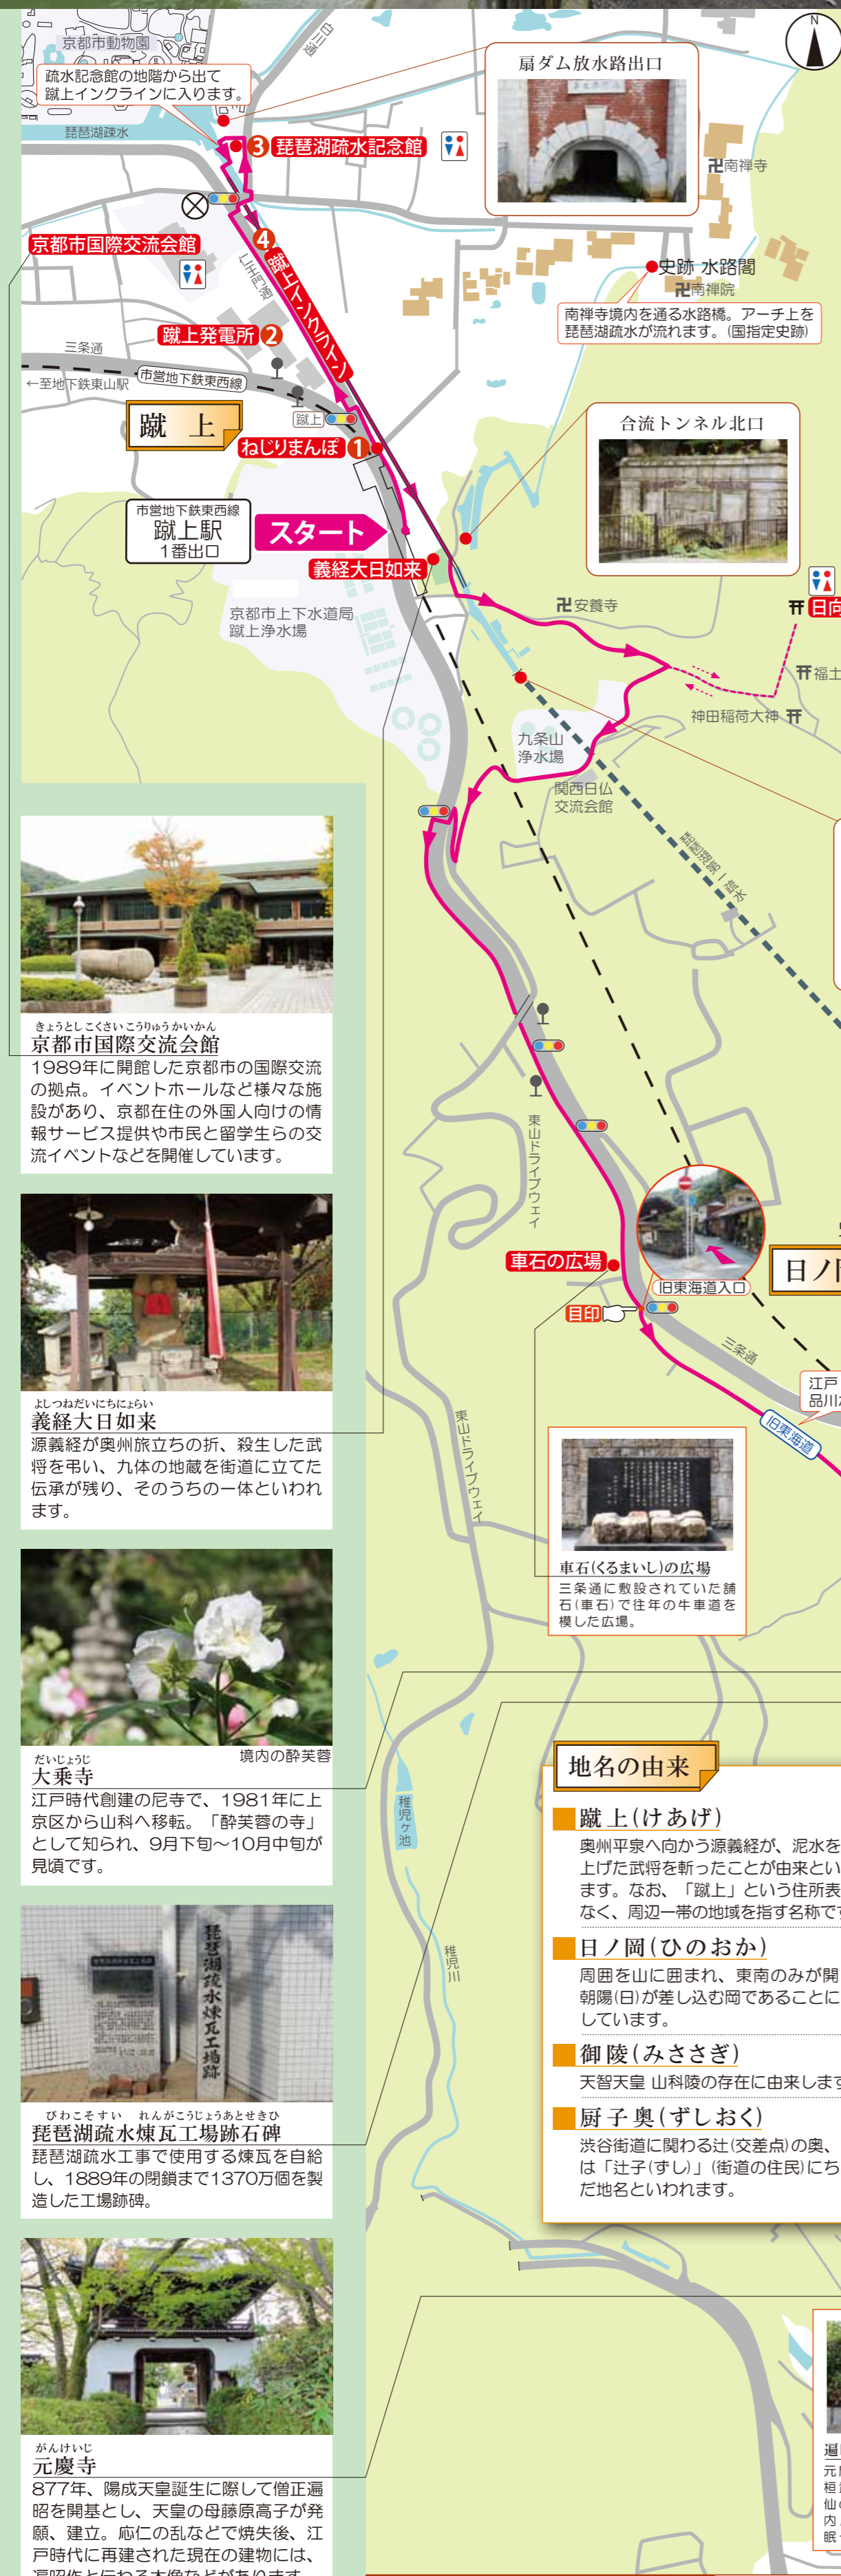 N
京都市動物園
白川通
疏水記念館の地階から出て
蹴上インクラインに入ります。
琵琶湖疎水
③琵琶湖疏水記念館
扇ダム放水路出口
卍南禅寺
京都市国際交流会館
④蹴上インクライン
仁王門通
史跡 水路閣
卍南禅院
南禅寺境内を通る水路橋。アーチ上を
琵琶湖疏水が流れます。(国指定史跡)
蹴上発電所②
三条通
←至地下鉄東山駅
市営地下鉄東西線
蹴上
蹴上
ねじりまんぽ①
合流トンネル北口
市営地下鉄東西線
蹴上駅
1番出口
スタート
義経大日如来
京都市上下水道局
蹴上浄水場
卍安養寺
日向
福士
神田稲荷大神
九条山
浄水場
関西日仏
交流会館
琵琶湖第一疏水
きょうとしこくさいこうりゅうかいかん
京都市国際交流会館
1989年に開館した京都市の国際交流
の拠点。イベントホールなど様々な施
設があり、京都在住の外国人向けの情
報サービス提供や市民と留学生らの交
流イベントなどを開催しています。
東山ドライブウェイ
車石の広場
旧東海道入口
目印
日ノ
三条通
江戸
品川
旧東海道
よしつねだいにちにょらい
義経大日如来
源義経が奥州旅立ちの折、殺生した武
将を弔い、九体の地蔵を街道に立てた
伝承が残り、そのうちの一体といわれ
ます。
東山ドライブウェイ
車石(くるまいし)の広場
三条通に敷設されていた舗
石(車石)で往年の牛車道を
模した広場。
境内の酔芙蓉
だいじょうじ
大乗寺
江戸時代創建の尼寺で、1981年に上
京区から山科へ移転。「酔芙蓉の寺」
として知られ、9月下旬〜10月中旬が
見頃です。
稚児ヶ池
稚児川
地名の由来
蹴上(けあげ)
奥州平泉へ向かう源義経が、泥水を
上げた武将を斬ったことが由来とい
ます。なお、「蹴上」という住所表
なく、周辺一帯の地域を指す名称で
日ノ岡(ひのおか)
周囲を山に囲まれ、東南のみが開
朝陽(日)が差し込む岡であることに
しています。
御陵(みささぎ)
天智天皇 山科陵の存在に由来しま
厨子奥(ずしおく)
渋谷街道に関わる辻(交差点)の奥、
は「辻子(ずし)」(街道の住民)にち
だ地名といわれます。
琵琶湖疏水煉瓦工場跡
びわこそすい れんがこうじょうあとせきひ
琵琶湖疏水煉瓦工場跡石碑
琵琶湖疏水工事で使用する煉瓦を自給
し、1889年の閉鎖まで1370万個を製
造した工場跡碑。
がんけいじ
元慶寺
877年、陽成天皇誕生に際して僧正遍
昭を開基とし、天皇の母藤原高子が発
願、建立。応仁の乱などで焼失後、江
戸時代に再建された現在の建物には、
遍昭作と伝わる木像などがあります。
遍
元
桓
仙
内
眠